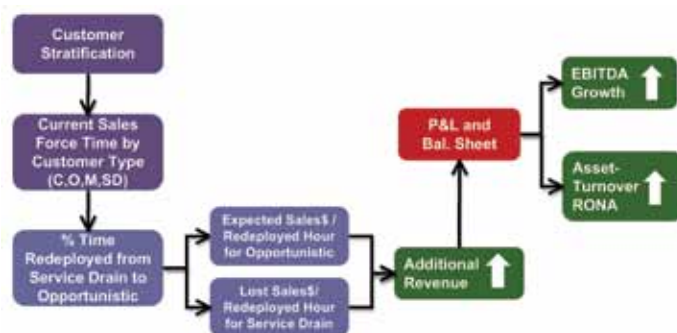 Customer
Stratification
Current Sales
Force Time by
Customer Type
(C,O,M,SD)
% Time
Redeployed from
Service Drain to
Opportunistic
Expected Sales$ /
Redeployed Hour
for Opportunistic
Lost Sales$/
Redeployed Hour
for Service Drain
Additional
Revenue
P&L and
Bal. Sheet
EBITDA
Growth
Asset-
Turnover
RONA